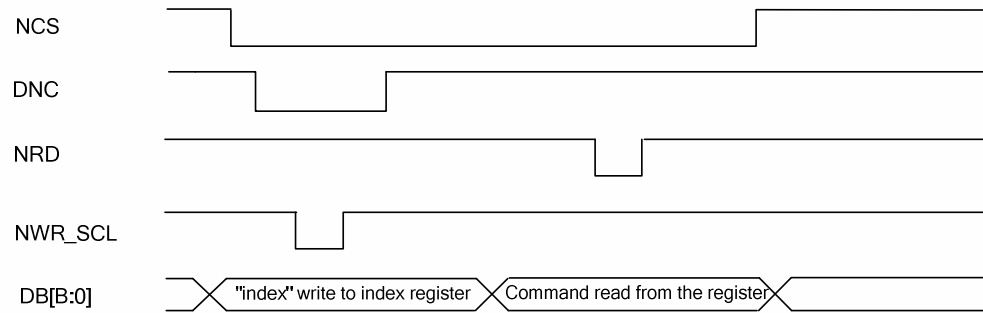 NCS
DNC
NRD
NWR_SCL
DB[B:0]
"index" write to index register
Command read from the register